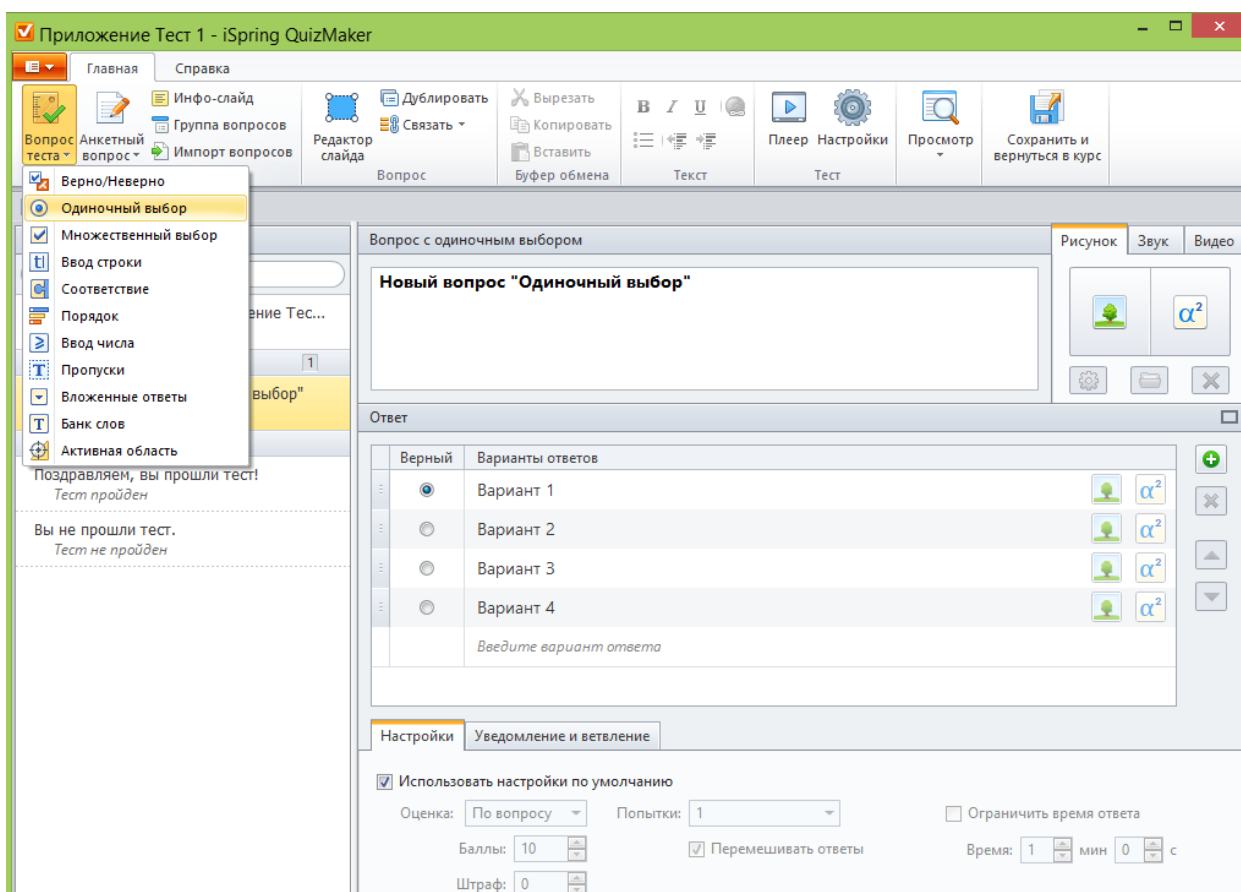 Приложение Тест 1 - iSpring QuizMaker
Главная Справка
Вопрос теста
Анкетный вопрос
Инфо-слайд
Группа вопросов
Импорт вопросов
Редактор слайда
Дублировать
Связать
Вопрос
Вырезать
Копировать
Вставить
Буфер обмена
B I U
Текст
Плеер Настройки
Тест
Просмотр
Сохранить и вернуться в курс
Верно/Неверно
Одиночный выбор
Множественный выбор
Ввод строки
Соответствие
Порядок
Ввод числа
Пропуски
Вложенные ответы
Банк слов
Активная область
ение Тес...
1
выбор"
Поздравляем, вы прошли тест!
Тест пройден
Вы не прошли тест.
Тест не пройден
Вопрос с одиночным выбором
Рисунок Звук Видео
Новый вопрос "Одиночный выбор"
α²
Ответ
Верный Варианты ответов
Вариант 1 α²
Вариант 2 α²
Вариант 3 α²
Вариант 4 α²
Введите вариант ответа
Настройки Уведомление и ветвление
Использовать настройки по умолчанию
Оценка: По вопросу Попытки: 1 Ограничить время ответа
Баллы: 10 Перемешивать ответы Время: 1 мин 0 с
Штраф: 0